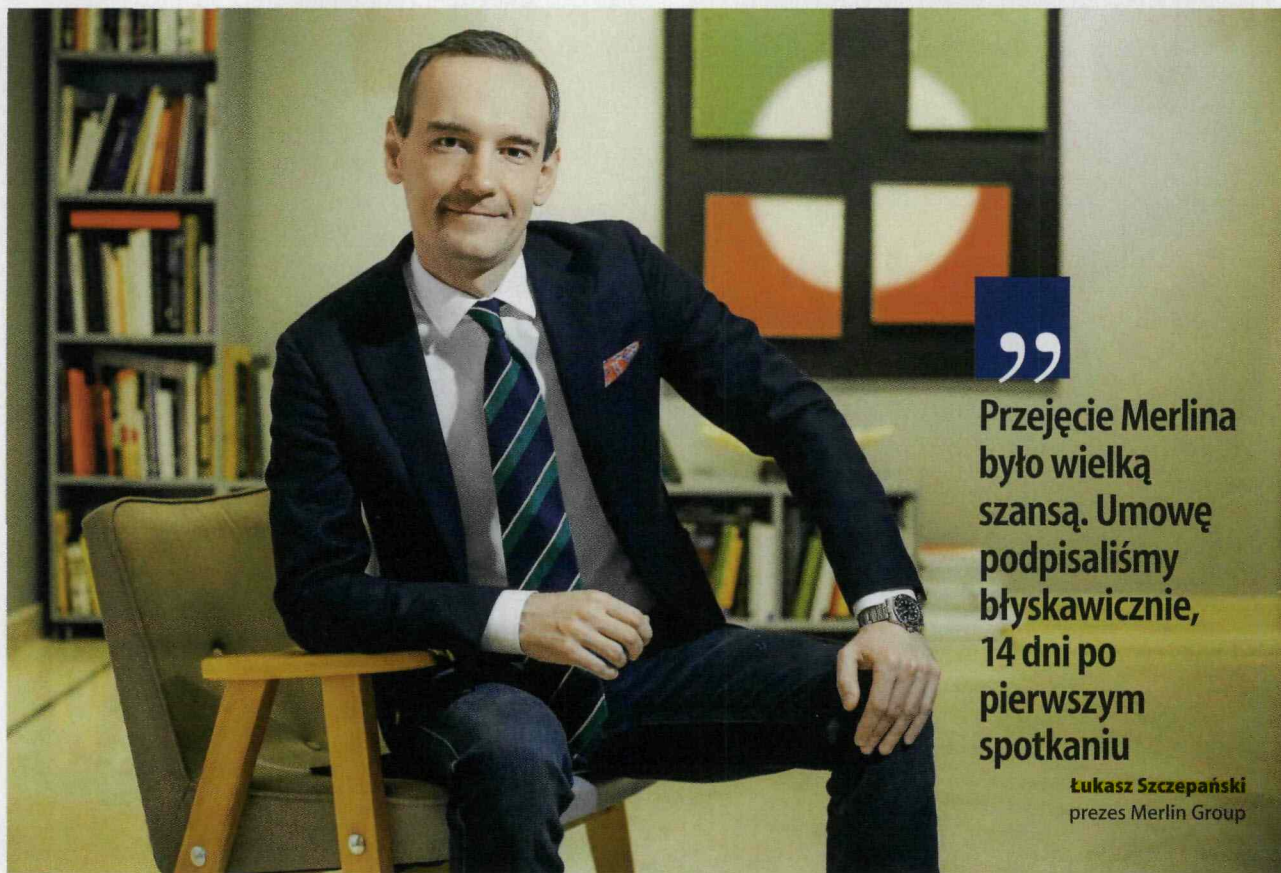 ”
Przejęcie Merlina
było wielką
szansą. Umowę
podpisaliśmy
błyskawicznie,
14 dni po
pierwszym
spotkaniu
Łukasz Szczepański
prezes Merlin Group